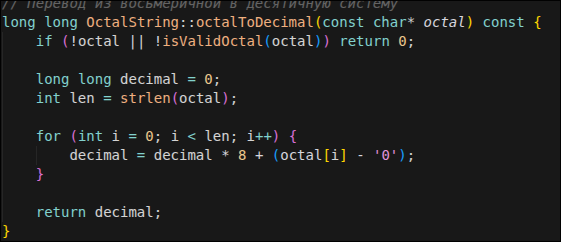 // Перевод из восьмеричной в десятичную систему
long long OctalString::octalToDecimal(const char* octal) const {
    if (!octal || !isValidOctal(octal)) return 0;

    long long decimal = 0;
    int len = strlen(octal);

    for (int i = 0; i < len; i++) {
        decimal = decimal * 8 + (octal[i] - '0');
    }

    return decimal;
}